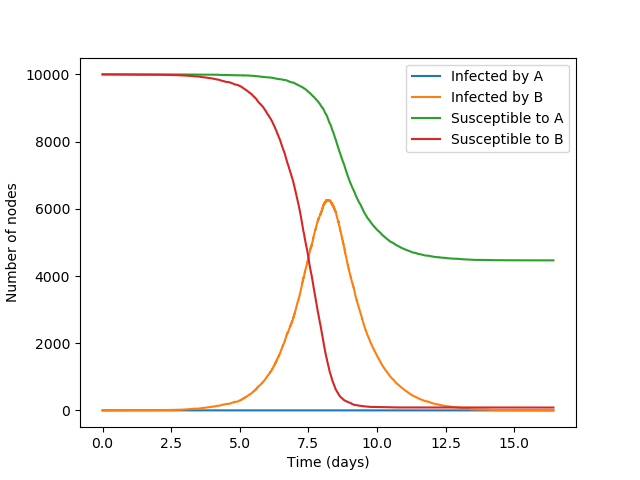 10000
8000
6000
4000
2000
0
Number of nodes
Infected by A
Infected by B
Susceptible to A
Susceptible to B
0.0 2.5 5.0 7.5 10.0 12.5 15.0
Time (days)